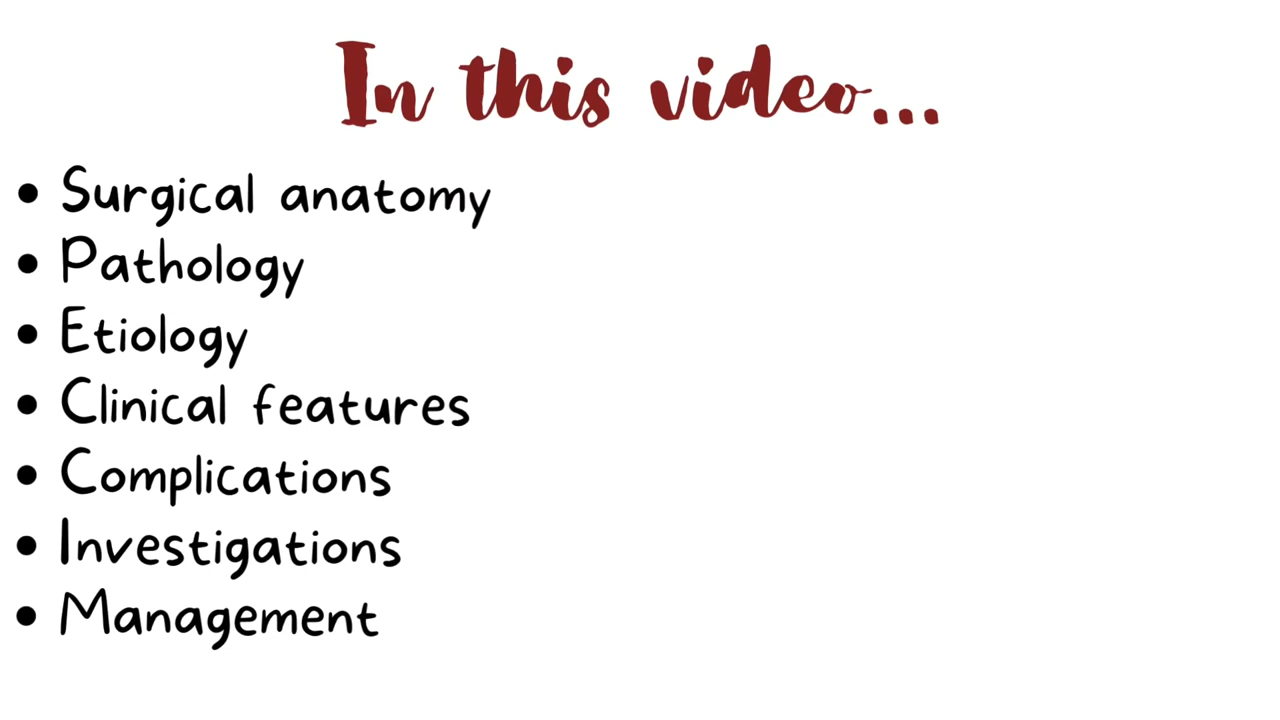 In this video...
• Surgical anatomy
• Pathology
• Etiology
• Clinical features
• Complications
• Investigations
• Management